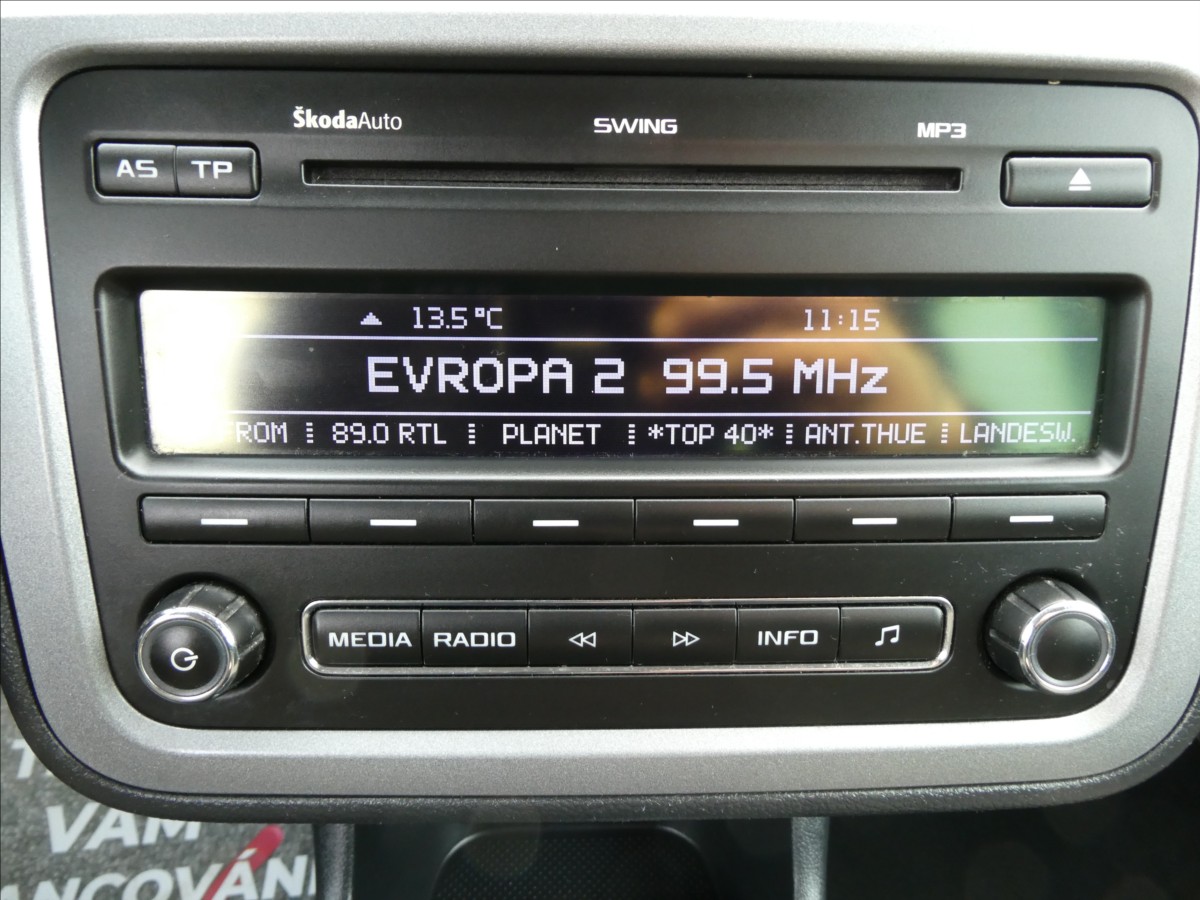 ŠkodaAuto SWING MP3
AS TP
13.5°C 11:15
EVROPA 2 99.5 MHz
ROM 89.0 RTL PLANET *TOP 40* ANT.THUE LANDESW.
MEDIA RADIO INFO
VÁM